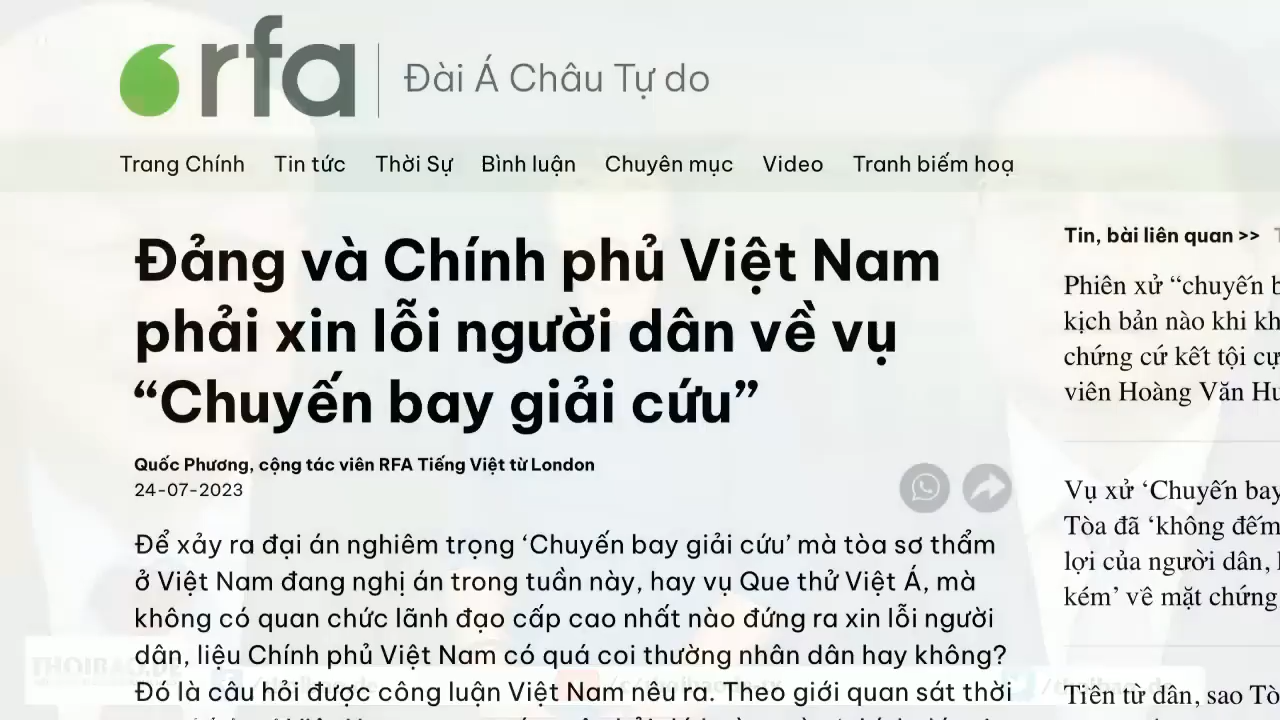 rfa
Đài Á Châu Tự do
Trang Chính Tin tức Thời Sự Bình luận Chuyên mục Video Tranh biếm hoạ
Đảng và Chính phủ Việt Nam
phải xin lỗi người dân về vụ
“Chuyến bay giải cứu”
Quốc Phương, cộng tác viên RFA Tiếng Việt từ London
24-07-2023
Để xảy ra đại án nghiêm trọng ‘Chuyến bay giải cứu’ mà tòa sơ thẩm
ở Việt Nam đang nghị án trong tuần này, hay vụ Que thử Việt Á, mà
không có quan chức lãnh đạo cấp cao nhất nào đứng ra xin lỗi người
dân, liệu Chính phủ Việt Nam có quá coi thường nhân dân hay không?
Đó là câu hỏi được công luận Việt Nam nêu ra. Theo giới quan sát thời
Tin, bài liên quan >>
Phiên xử “chuyến
kịch bản nào khi
chứng cứ kết tội
viên Hoàng Văn
Vụ xử ‘Chuyến bay
Tòa đã ‘không đếm
lợi của người dân,
kém’ về mặt chứng
Tiên từ dân, sao
THOIBAO.DE